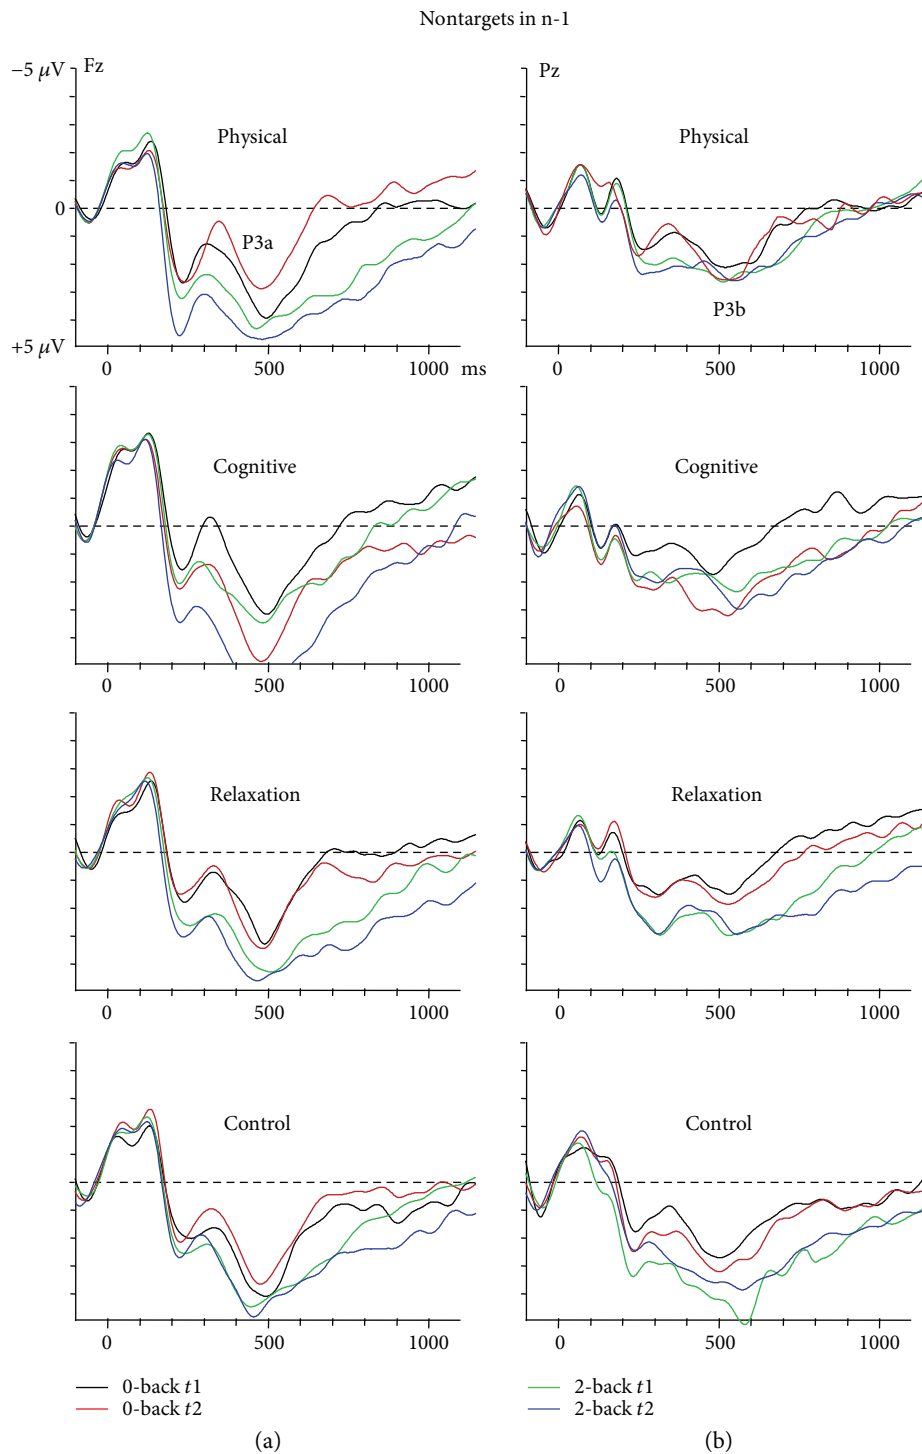 Nontargets in n-1
−5 μV Fz
Pz
Physical
Physical
0
P3a
P3b
+5 μV
0 500 1000 ms
0 500 1000
Cognitive
Cognitive
0 500 1000
0 500 1000
Relaxation
Relaxation
0 500 1000
0 500 1000
Control
Control
0 500 1000
0 500 1000
0-back t1
0-back t2
2-back t1
2-back t2
(a)
(b)